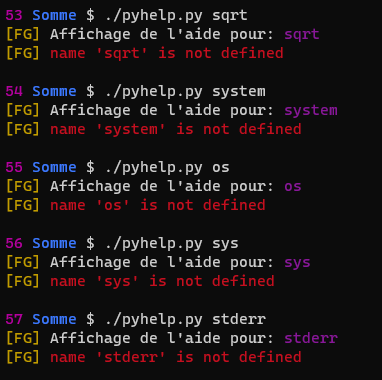 53 Somme $ ./pyhelp.py sqrt
[FG] Affichage de l'aide pour: sqrt
[FG] name 'sqrt' is not defined
54 Somme $ ./pyhelp.py system
[FG] Affichage de l'aide pour: system
[FG] name 'system' is not defined
55 Somme $ ./pyhelp.py os
[FG] Affichage de l'aide pour: os
[FG] name 'os' is not defined
56 Somme $ ./pyhelp.py sys
[FG] Affichage de l'aide pour: sys
[FG] name 'sys' is not defined
57 Somme $ ./pyhelp.py stderr
[FG] Affichage de l'aide pour: stderr
[FG] name 'stderr' is not defined